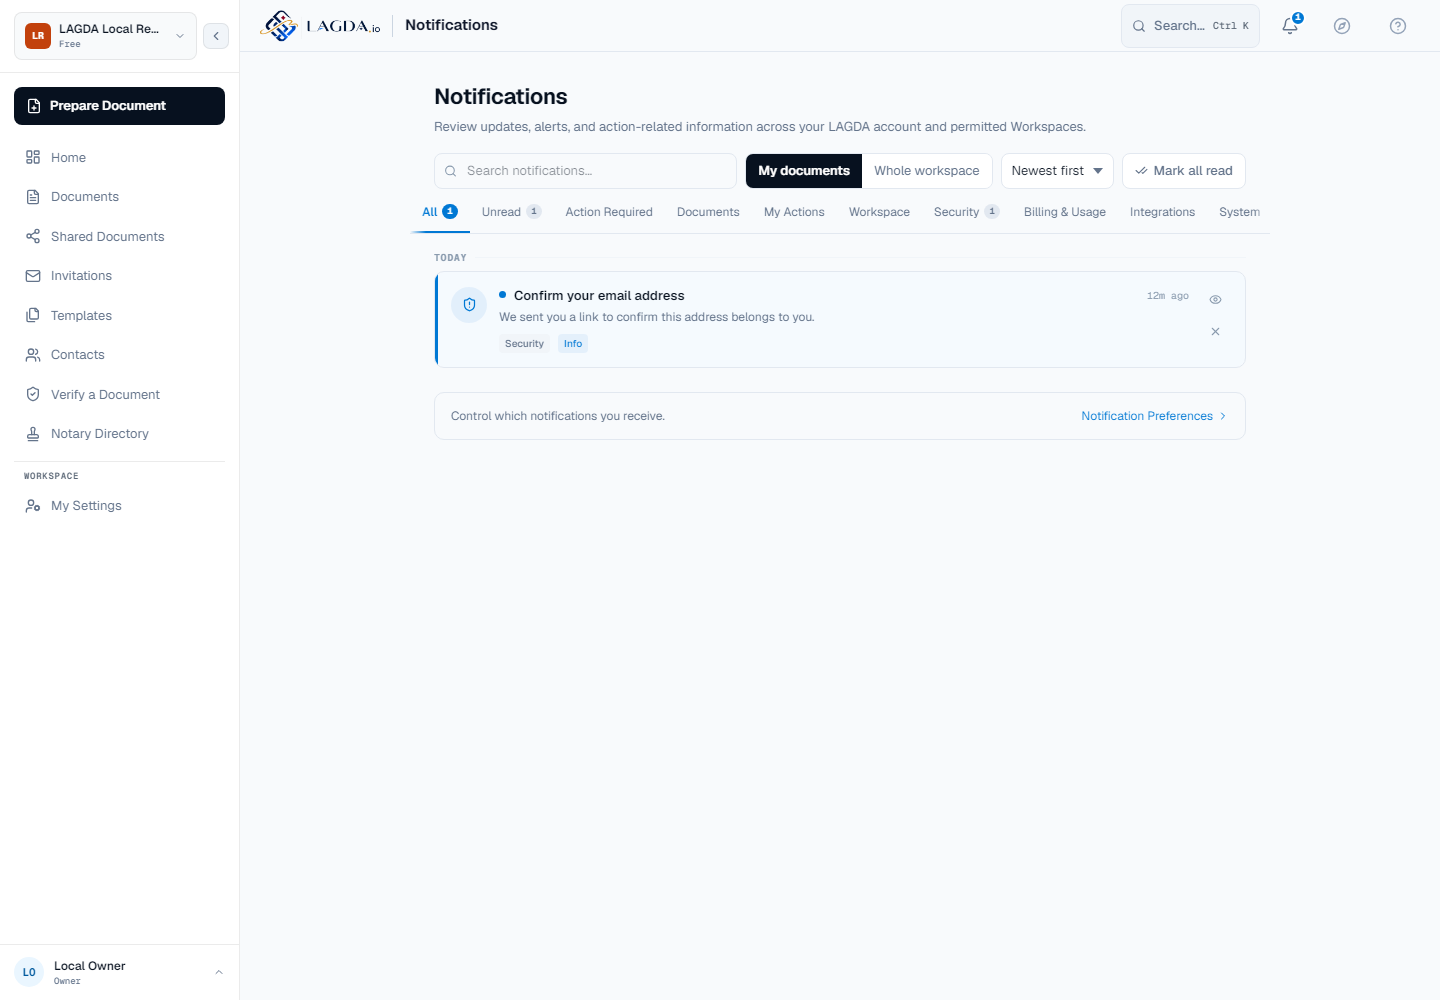 LR
LAGDA Local Re...
Free
Prepare Document
Home
Documents
Shared Documents
Invitations
Templates
Contacts
Verify a Document
Notary Directory
WORKSPACE
My Settings
LO
Local Owner
Owner
LAGDA.io
Notifications
Search... Ctrl K
1
Notifications
Review updates, alerts, and action-related information across your LAGDA account and permitted Workspaces.
Search notifications...
My documents
Whole workspace
Newest first
Mark all read
All 1
Unread 1
Action Required
Documents
My Actions
Workspace
Security 1
Billing & Usage
Integrations
System
TODAY
Confirm your email address
12m ago
We sent you a link to confirm this address belongs to you.
Security
Info
Control which notifications you receive.
Notification Preferences